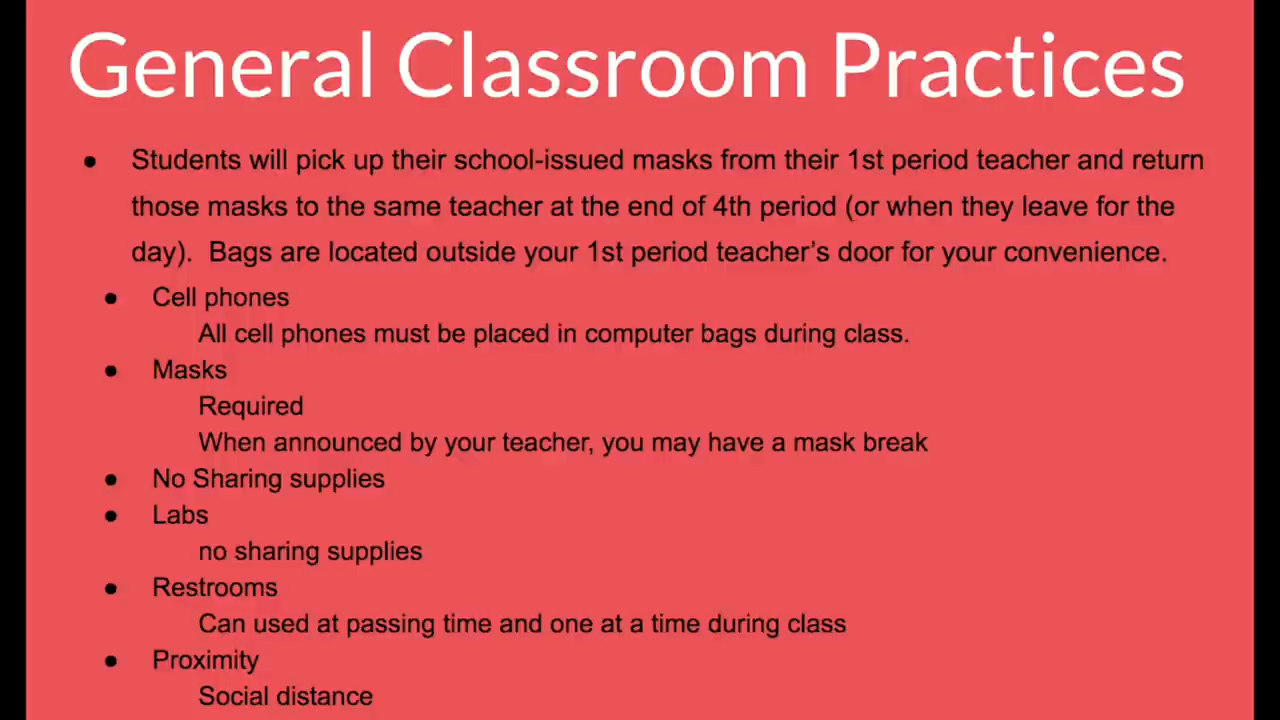 General Classroom Practices
● Students will pick up their school-issued masks from their 1st period teacher and return
those masks to the same teacher at the end of 4th period (or when they leave for the
day).  Bags are located outside your 1st period teacher’s door for your convenience.
● Cell phones
All cell phones must be placed in computer bags during class.
● Masks
Required
When announced by your teacher, you may have a mask break
● No Sharing supplies
● Labs
no sharing supplies
● Restrooms
Can used at passing time and one at a time during class
● Proximity
Social distance